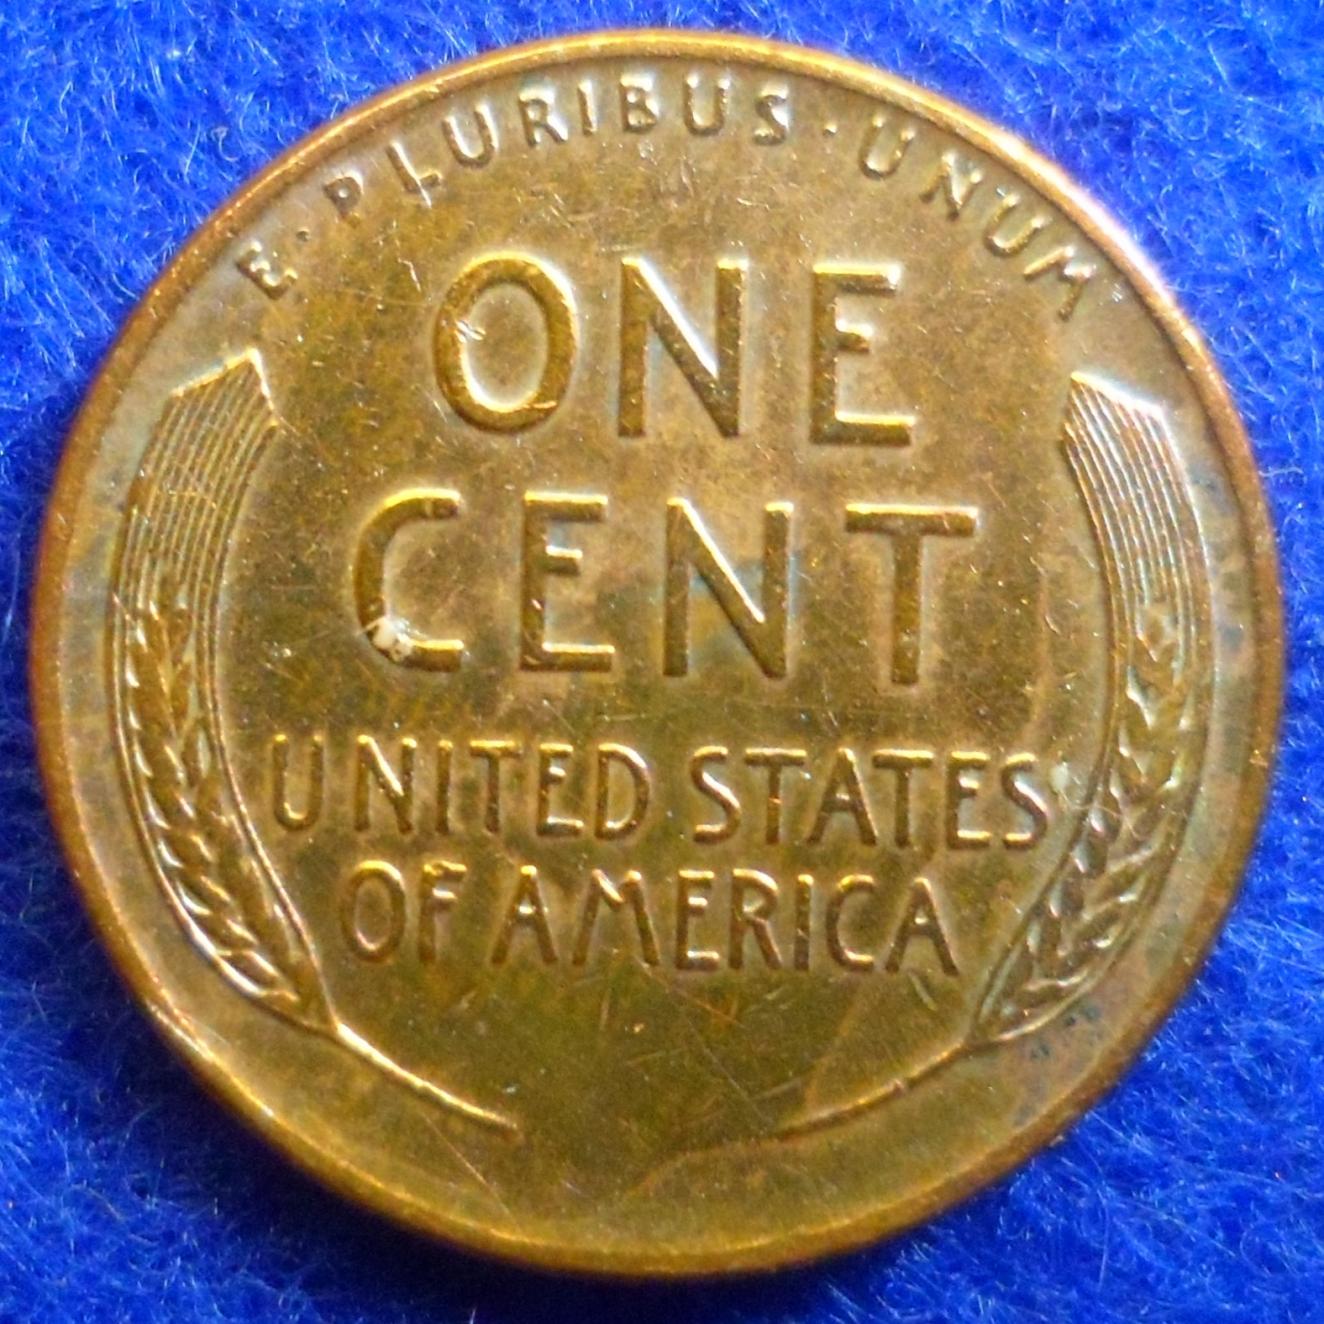 E · PLURIBUS · UNUM
ONE
CENT
UNITED STATES
OF AMERICA